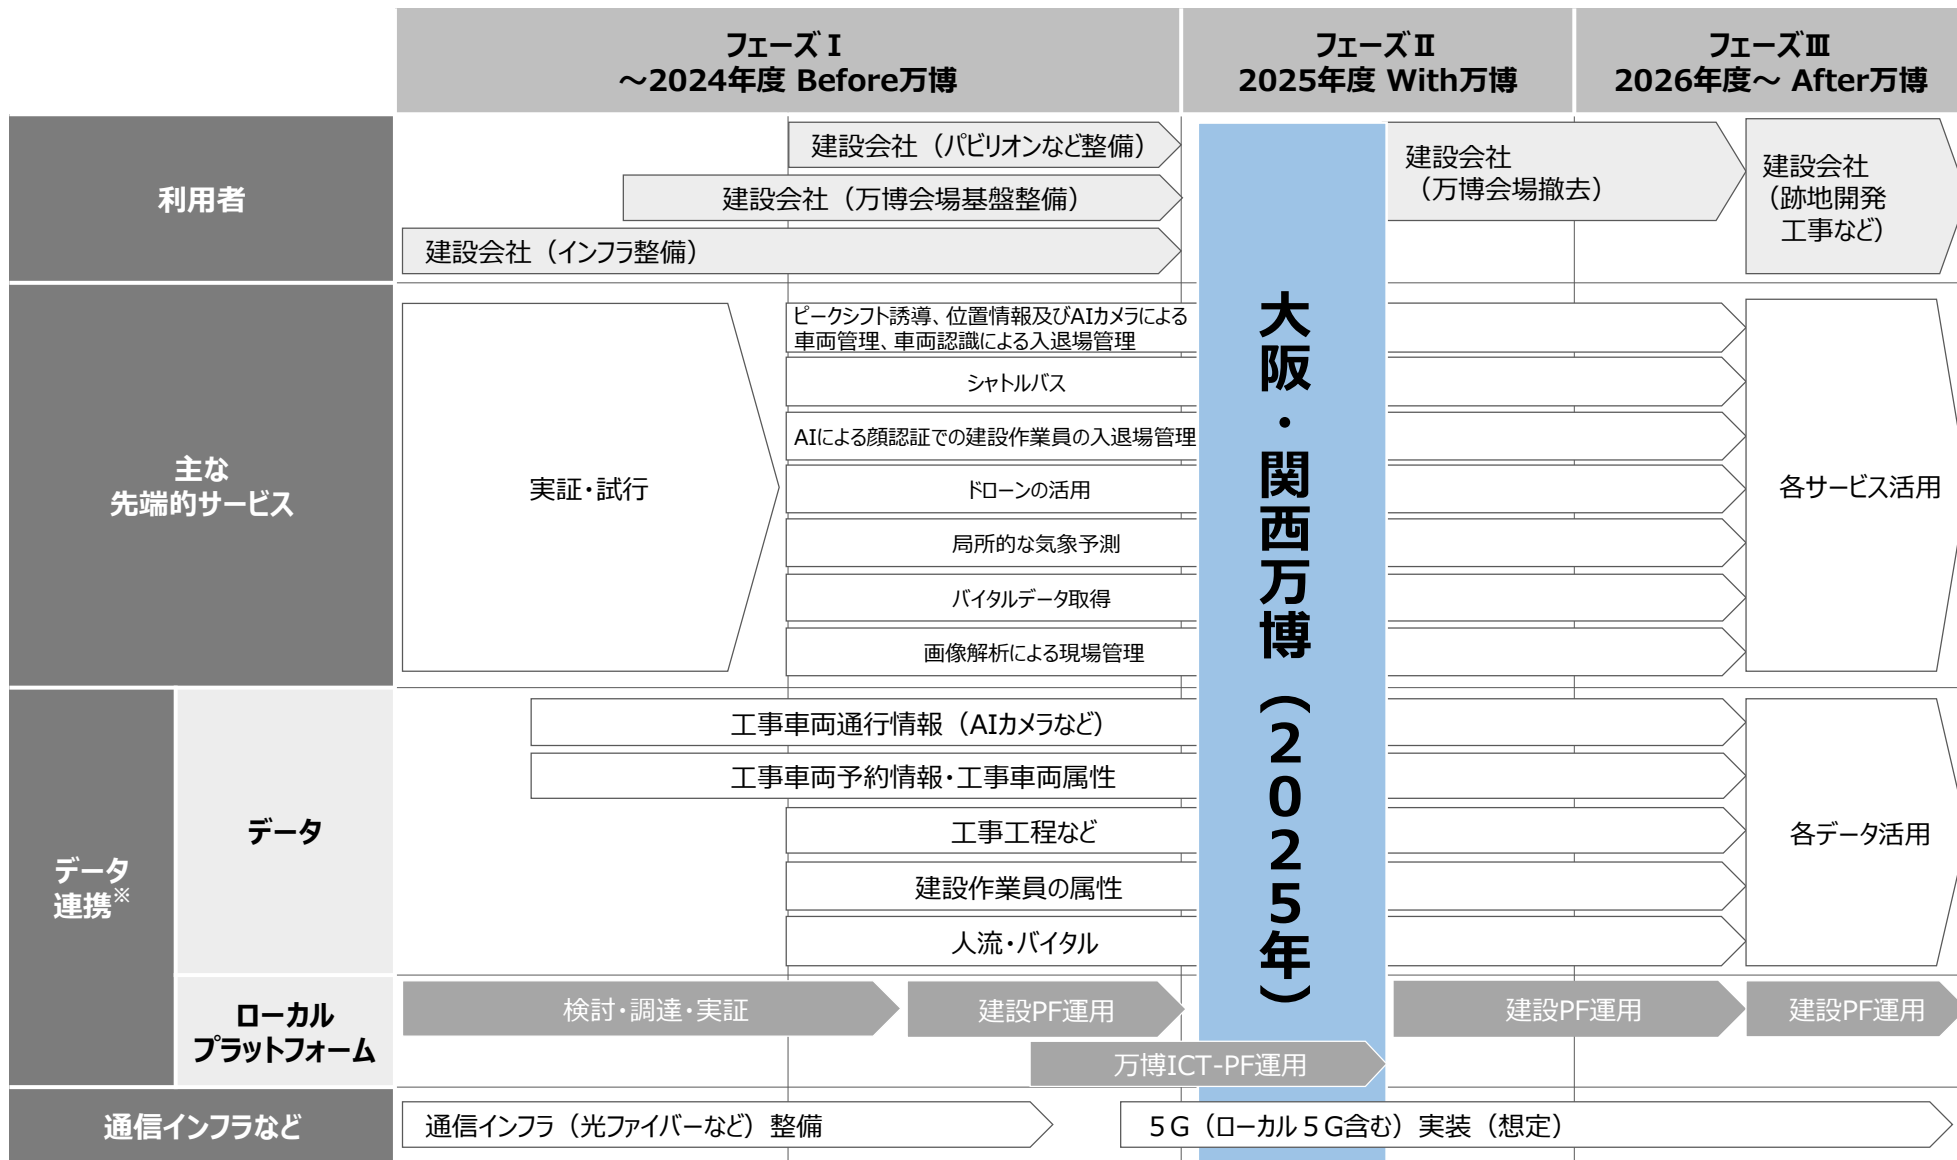 フェーズⅠ
～2024年度 Before万博
フェーズⅡ
2025年度 With万博
フェーズⅢ
2026年度～ After万博
利用者
建設会社（パビリオンなど整備）
建設会社（万博会場基盤整備）
建設会社（インフラ整備）
建設会社
（万博会場撤去）
建設会社
（跡地開発
工事など）
大阪・関西万博（2025年）
主な
先端的サービス
実証・試行
ピークシフト誘導、位置情報及びAIカメラによる
車両管理、車両認識による入退場管理
シャトルバス
AIによる顔認証での建設作業員の入退場管理
ドローンの活用
局所的な気象予測
バイタルデータ取得
画像解析による現場管理
各サービス活用
データ
連携※
データ
工事車両通行情報（AIカメラなど）
工事車両予約情報・工事車両属性
工事工程など
建設作業員の属性
人流・バイタル
各データ活用
ローカル
プラットフォーム
検討・調達・実証
建設PF運用
建設PF運用
建設PF運用
万博ICT-PF運用
通信インフラなど
通信インフラ（光ファイバーなど）整備
５G（ローカル５G含む）実装（想定）